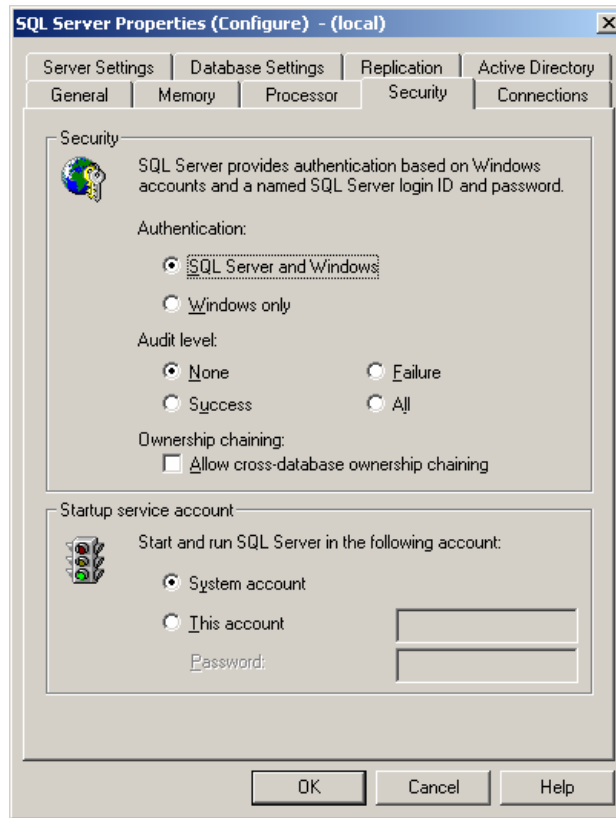 SQL Server Properties (Configure) - (local)
Server Settings
Database Settings
Replication
Active Directory
General
Memory
Processor
Security
Connections
Security
SQL Server provides authentication based on Windows
accounts and a named SQL Server login ID and password.
Authentication:
SQL Server and Windows
Windows only
Audit level:
None
Failure
Success
All
Ownership chaining:
Allow cross-database ownership chaining
Startup service account
Start and run SQL Server in the following account:
System account
This account
Password:
OK
Cancel
Help